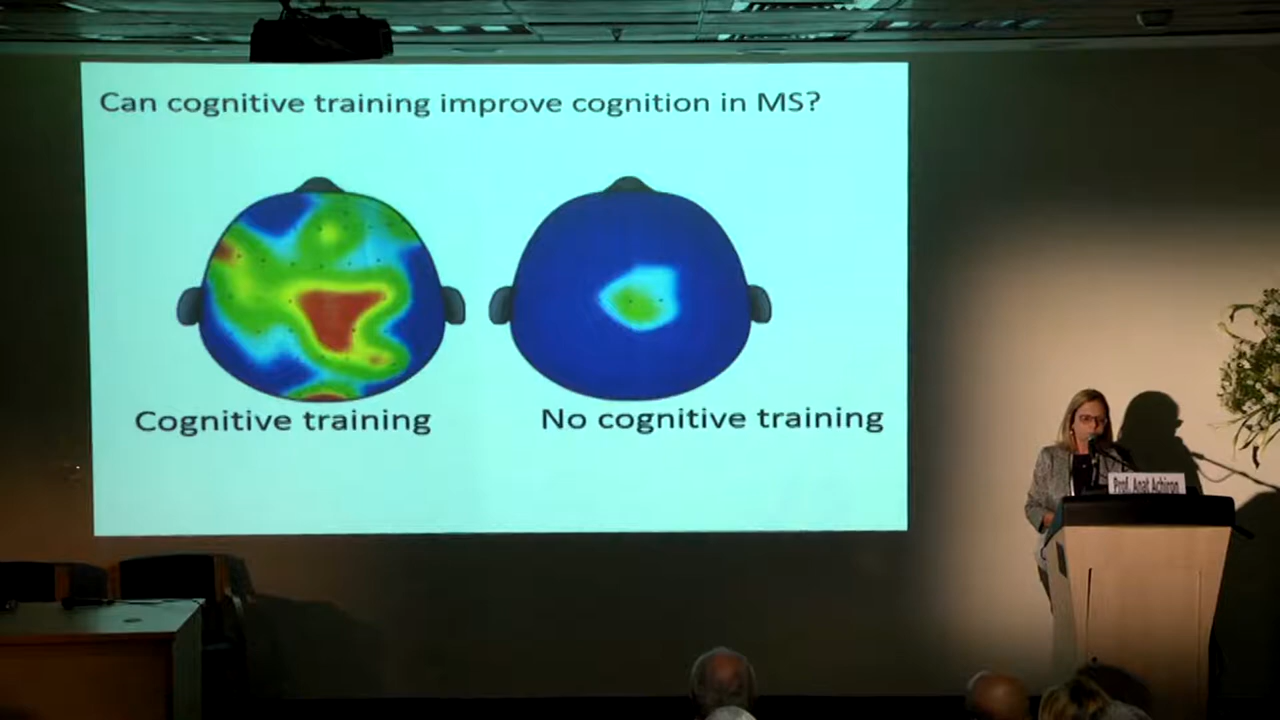 Can cognitive training improve cognition in MS?
Cognitive training
No cognitive training
Prof. Anat Achiron